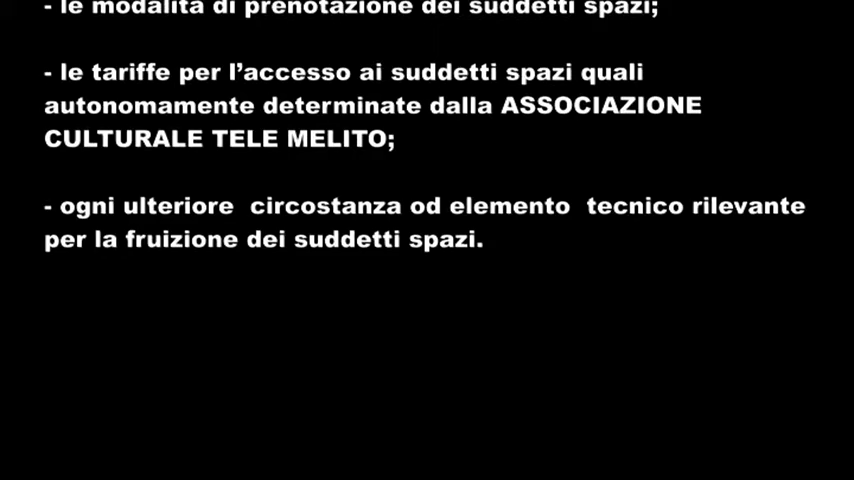 - le modalità di prenotazione dei suddetti spazi;
- le tariffe per l’accesso ai suddetti spazi quali
autonomamente determinate dalla ASSOCIAZIONE
CULTURALE TELE MELITO;
- ogni ulteriore  circostanza od elemento  tecnico rilevante
per la fruizione dei suddetti spazi.